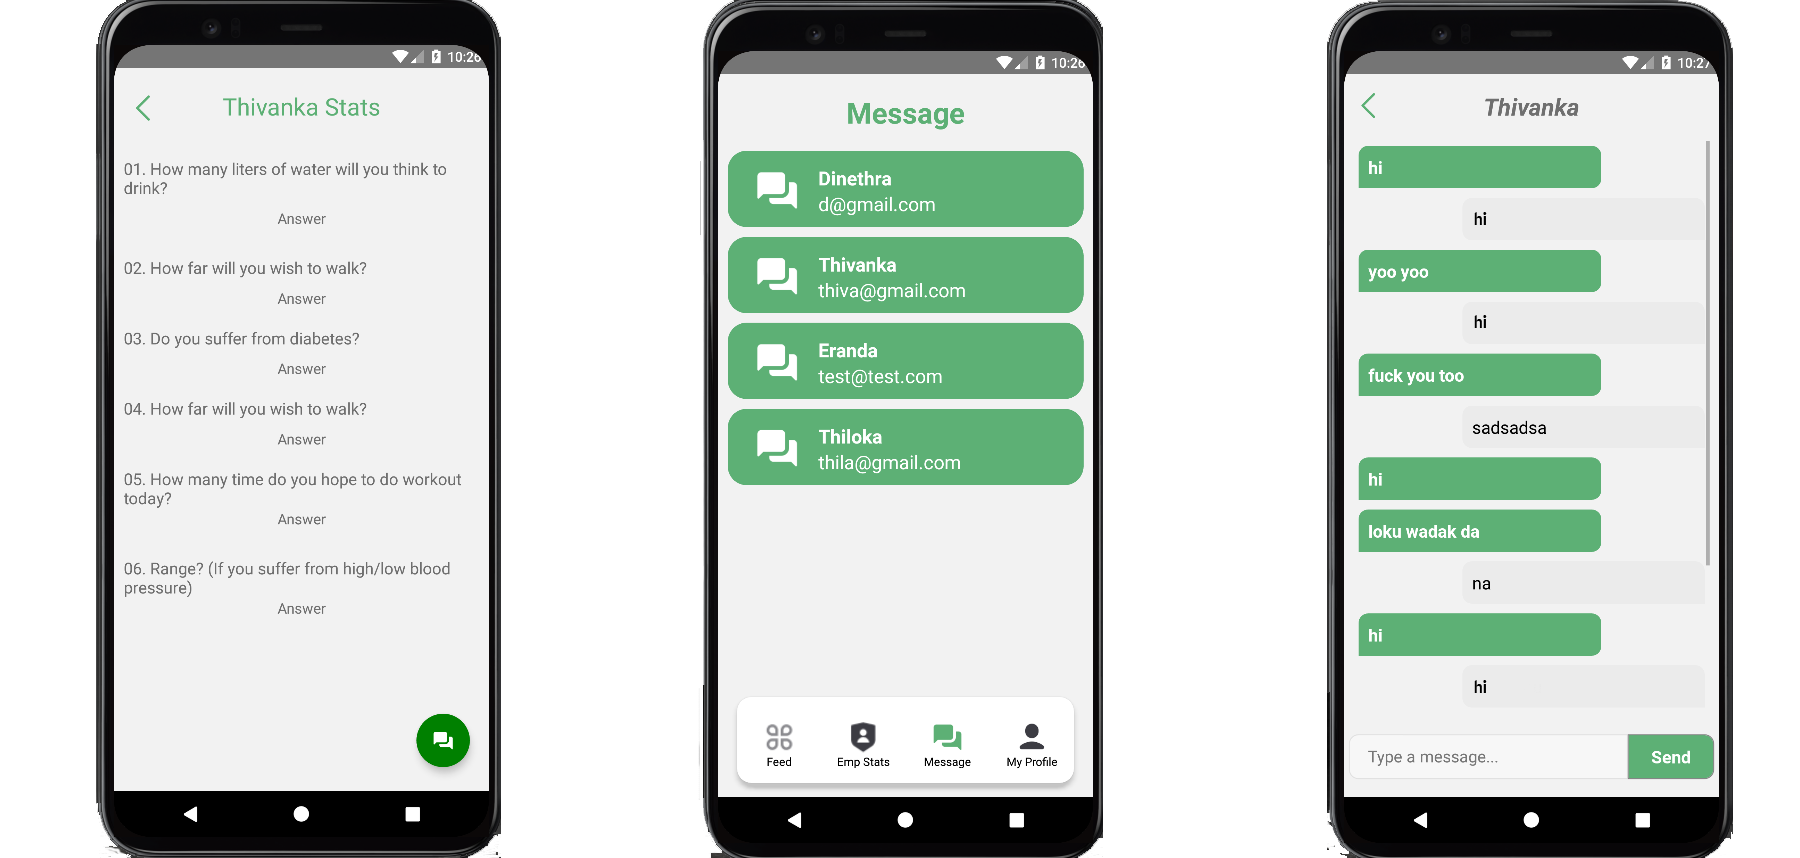 10:26
Thivanka Stats
01. How many liters of water will you think to
drink?
Answer
02. How far will you wish to walk?
Answer
03. Do you suffer from diabetes?
Answer
04. How far will you wish to walk?
Answer
05. How many time do you hope to do workout
today?
Answer
06. Range? (If you suffer from high/low blood
pressure)
Answer
10:26
Message
Dinethra
d@gmail.com
Thivanka
thiva@gmail.com
Eranda
test@test.com
Thiloka
thila@gmail.com
Feed
Emp Stats
Message
My Profile
10:27
Thivanka
hi
hi
yoo yoo
hi
fuck you too
sadsadsa
hi
loku wadak da
na
hi
hi
Type a message...
Send